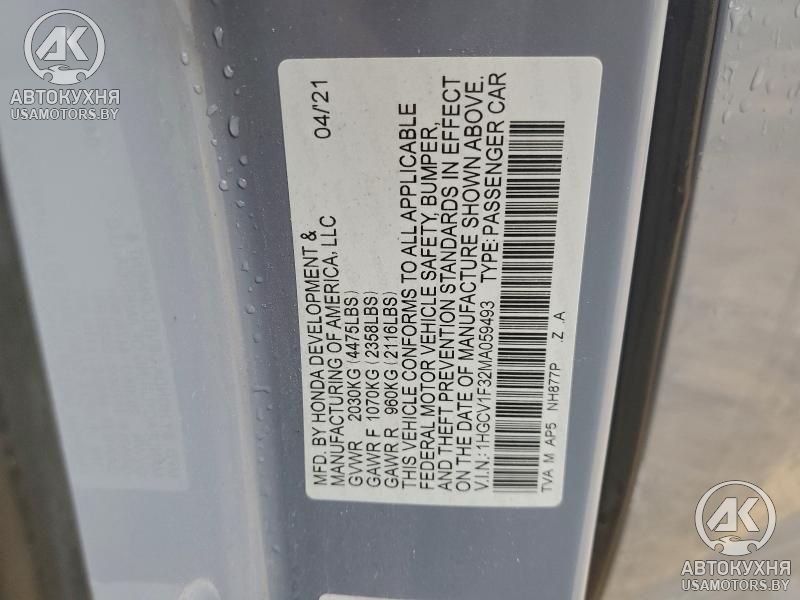 АК
АВТОКУХНЯ
USAMOTORS.BY
MFD. BY HONDA DEVELOPMENT & 04/21
MANUFACTURING OF AMERICA, LLC
GVWR 2030KG (4475LBS)
GAWR F 1070KG (2358LBS)
GAWR R 960KG (2116LBS)
THIS VEHICLE CONFORMS TO ALL APPLICABLE
FEDERAL MOTOR VEHICLE SAFETY, BUMPER,
AND THEFT PREVENTION STANDARDS IN EFFECT
ON THE DATE OF MANUFACTURE SHOWN ABOVE.
V.I.N.: 1HGCV1F32MA059493 TYPE: PASSENGER CAR
TVA M AP5 NH877P .Z .A
АК
АВТОКУХНЯ
USAMOTORS.BY